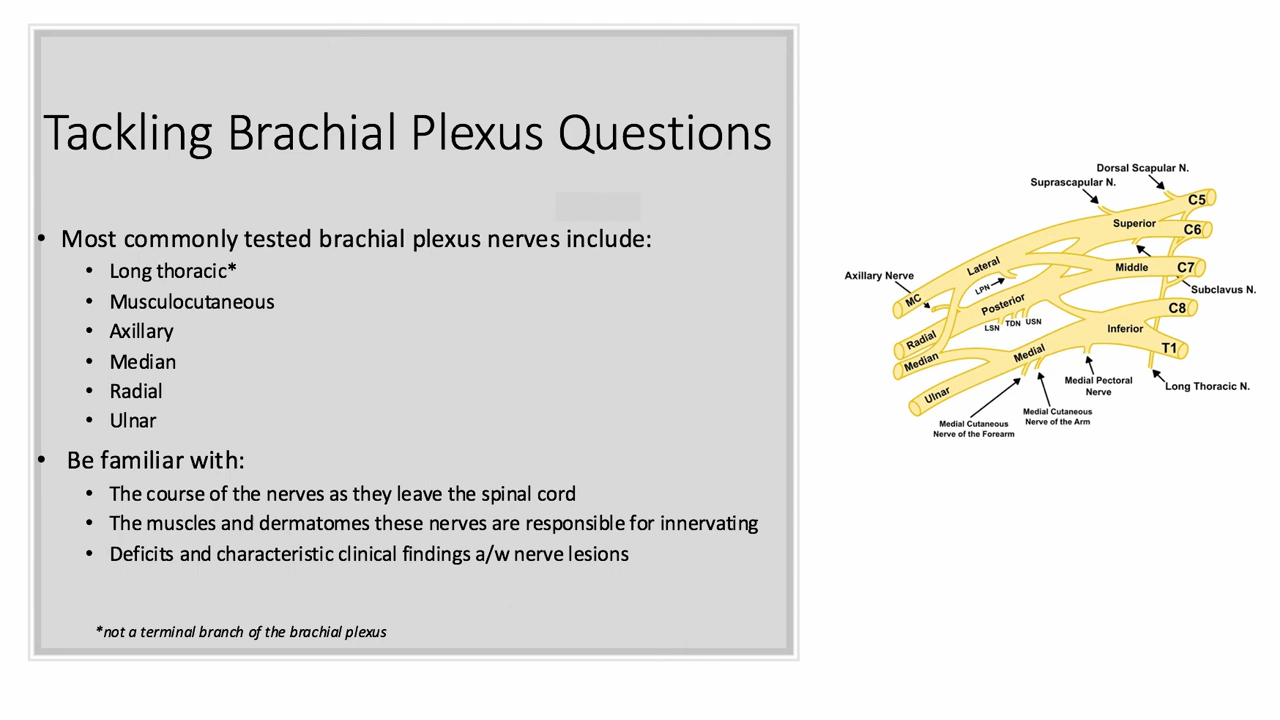 Tackling Brachial Plexus Questions
• Most commonly tested brachial plexus nerves include:
• Long thoracic*
• Musculocutaneous
• Axillary
• Median
• Radial
• Ulnar
• Be familiar with:
• The course of the nerves as they leave the spinal cord
• The muscles and dermatomes these nerves are responsible for innervating
• Deficits and characteristic clinical findings a/w nerve lesions
*not a terminal branch of the brachial plexus
Dorsal Scapular N.
Suprascapular N.
C5
Superior
C6
Lateral
Middle
C7
Axillary Nerve
LPN
Subclavus N.
MC
Posterior
C8
LSN
TDN
USN
Inferior
Radial
T1
Median
Medial
Ulnar
Medial Pectoral
Nerve
Long Thoracic N.
Medial Cutaneous
Nerve of the Arm
Medial Cutaneous
Nerve of the Forearm